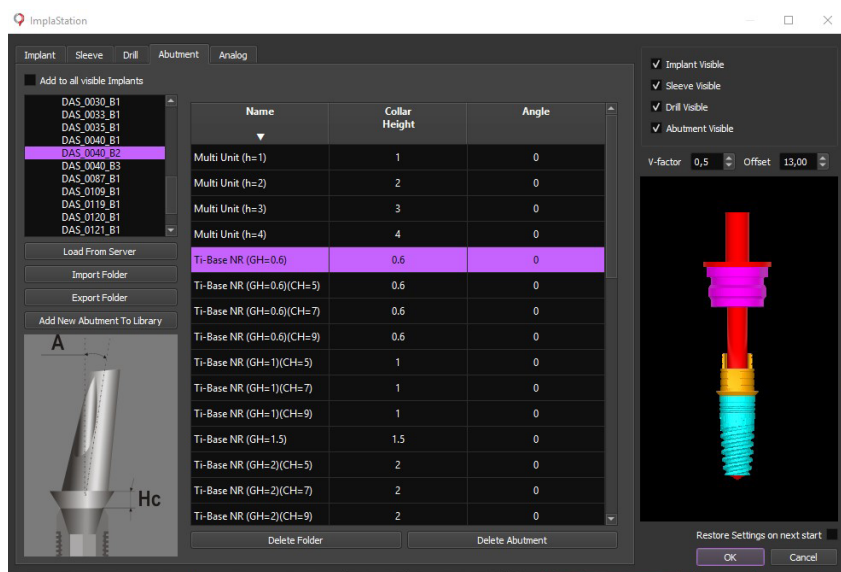 ImplaStation
Implant Sleeve Drill Abutment Analog
Add to all visible Implants
DAS_0030_B1
DAS_0033_B1
DAS_0035_B1
DAS_0040_B1
DAS_0040_B2
DAS_0040_B3
DAS_0087_B1
DAS_0109_B1
DAS_0119_B1
DAS_0120_B1
DAS_0121_B1
Load From Server
Import Folder
Export Folder
Add New Abutment To Library
A
Hc
Name Collar Height Angle
Multi Unit (h=1) 1 0
Multi Unit (h=2) 2 0
Multi Unit (h=3) 3 0
Multi Unit (h=4) 4 0
Ti-Base NR (GH=0.6) 0.6 0
Ti-Base NR (GH=0.6)(CH=5) 0.6 0
Ti-Base NR (GH=0.6)(CH=7) 0.6 0
Ti-Base NR (GH=0.6)(CH=9) 0.6 0
Ti-Base NR (GH=1)(CH=5) 1 0
Ti-Base NR (GH=1)(CH=7) 1 0
Ti-Base NR (GH=1)(CH=9) 1 0
Ti-Base NR (GH=1.5) 1.5 0
Ti-Base NR (GH=2)(CH=5) 2 0
Ti-Base NR (GH=2)(CH=7) 2 0
Ti-Base NR (GH=2)(CH=9) 2 0
Delete Folder Delete Abutment
Implant Visible
Sleeve Visible
Drill Visible
Abutment Visible
V-factor 0,5 Offset 13,00
Restore Settings on next start
OK Cancel